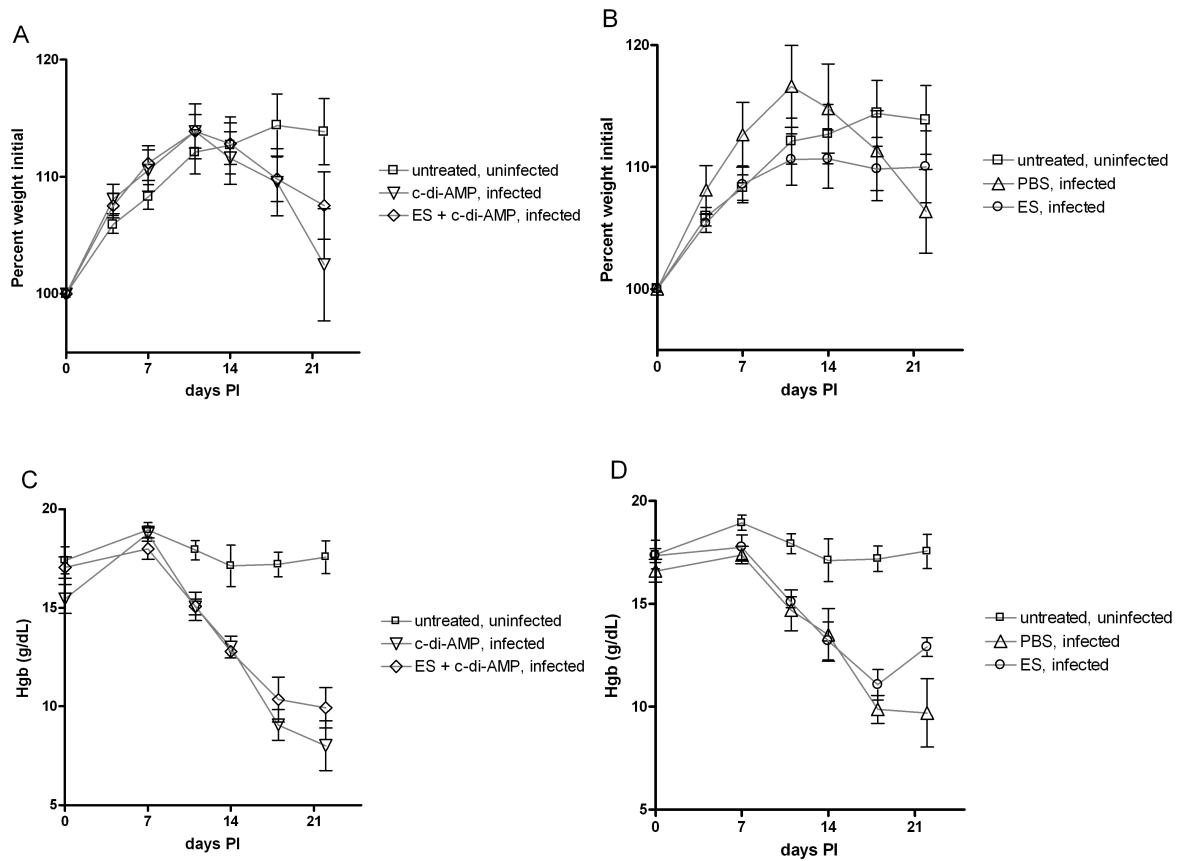 A
120
110
100
Percent weight initial
0 7 14 21
days PI
untreated, uninfected
c-di-AMP, infected
ES + c-di-AMP, infected
B
120
110
100
Percent weight initial
0 7 14 21
days PI
untreated, uninfected
PBS, infected
ES, infected
C
20
15
10
5
Hgb (g/dL)
0 7 14 21
days PI
untreated, uninfected
c-di-AMP, infected
ES + c-di-AMP, infected
D
20
15
10
5
Hgb (g/dL)
0 7 14 21
days PI
untreated, uninfected
PBS, infected
ES, infected